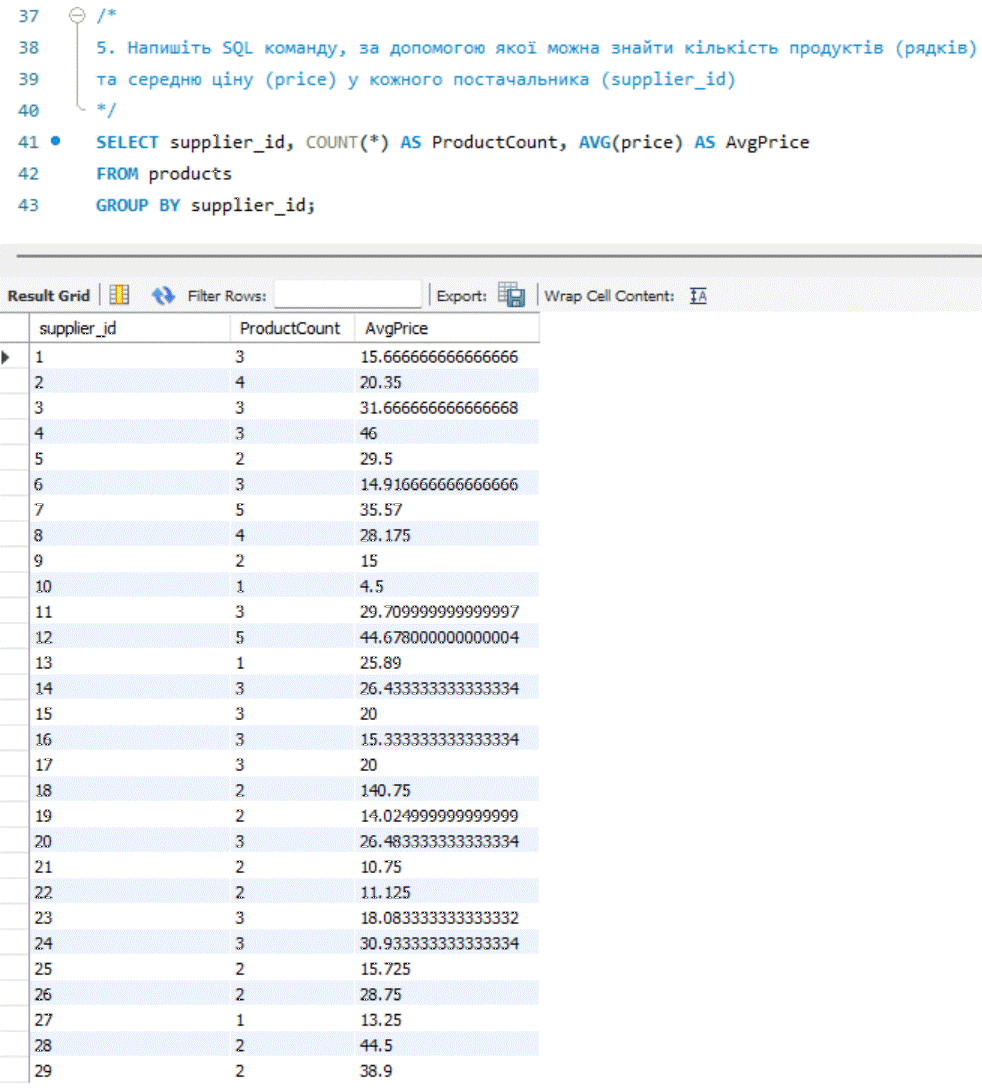 37 /*
38 5. Напишіть SQL команду, за допомогою якої можна знайти кількість продуктів (рядків)
39 та середню ціну (price) у кожного постачальника (supplier_id)
40 */
41 SELECT supplier_id, COUNT(*) AS ProductCount, AVG(price) AS AvgPrice
42 FROM products
43 GROUP BY supplier_id;
Result Grid Filter Rows: Export: Wrap Cell Content: IA
supplier_id ProductCount AvgPrice
1 3 15.666666666666666
2 4 20.35
3 3 31.666666666666668
4 3 46
5 2 29.5
6 3 14.916666666666666
7 5 35.57
8 4 28.175
9 2 15
10 1 4.5
11 3 29.709999999999997
12 5 44.678000000000004
13 1 25.89
14 3 26.433333333333334
15 3 20
16 3 15.333333333333334
17 3 20
18 2 140.75
19 2 14.024999999999999
20 3 26.483333333333334
21 2 10.75
22 2 11.125
23 3 18.083333333333332
24 3 30.933333333333334
25 2 15.725
26 2 28.75
27 1 13.25
28 2 44.5
29 2 38.9